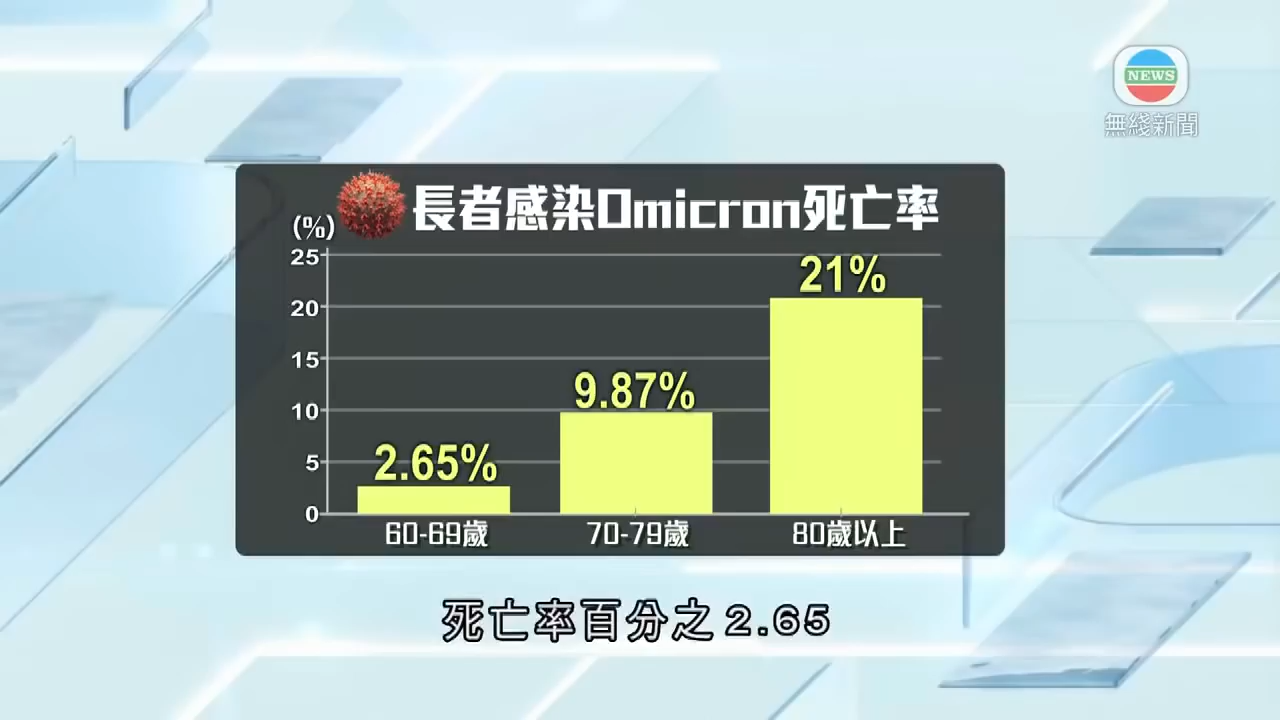 NEWS
無綫新聞
長者感染Omicron死亡率
(%)
25
20
15
10
5
0
2.65%
9.87%
21%
60-69歲
70-79歲
80歲以上
死亡率百分之2.65